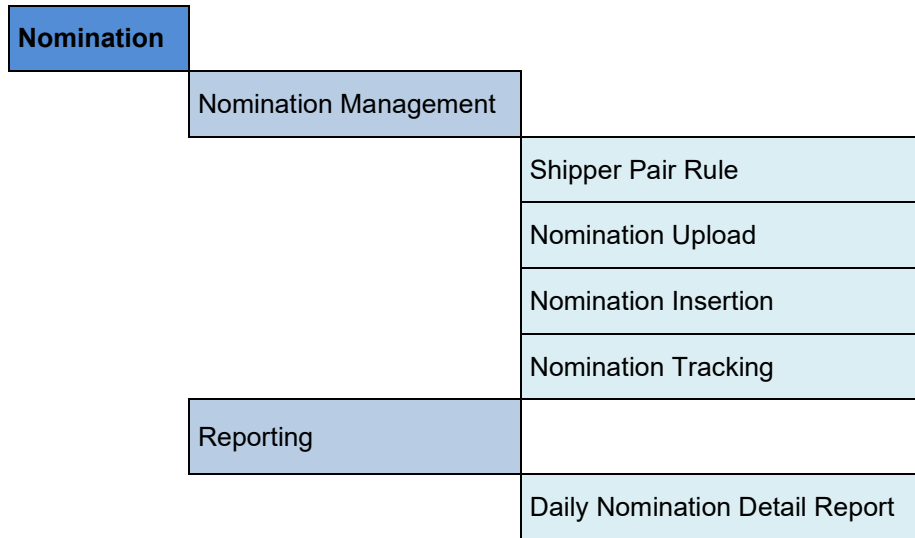 Nomination
Nomination Management
Shipper Pair Rule
Nomination Upload
Nomination Insertion
Nomination Tracking
Reporting
Daily Nomination Detail Report